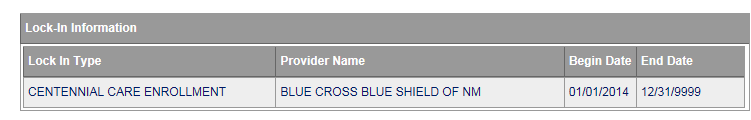 Lock-In Information
Lock In Type Provider Name Begin Date End Date
CENTENNIAL CARE ENROLLMENT BLUE CROSS BLUE SHIELD OF NM 01/01/2014 12/31/9999